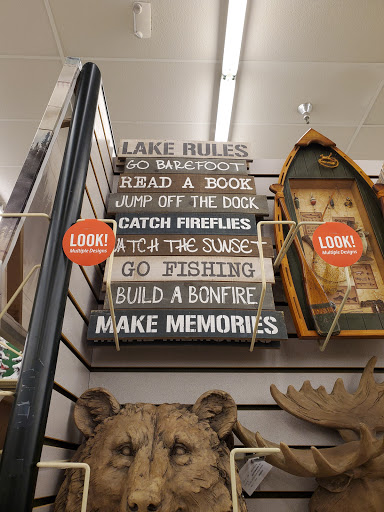 LAKE RULES
GO BAREFOOT
READ A BOOK
JUMP OFF THE DOCK
CATCH FIREFLIES
ATCH THE SUNSET
GO FISHING
BUILD A BONFIRE
MAKE MEMORIES
LOOK!
Multiple Designs
LOOK!
Multiple Designs